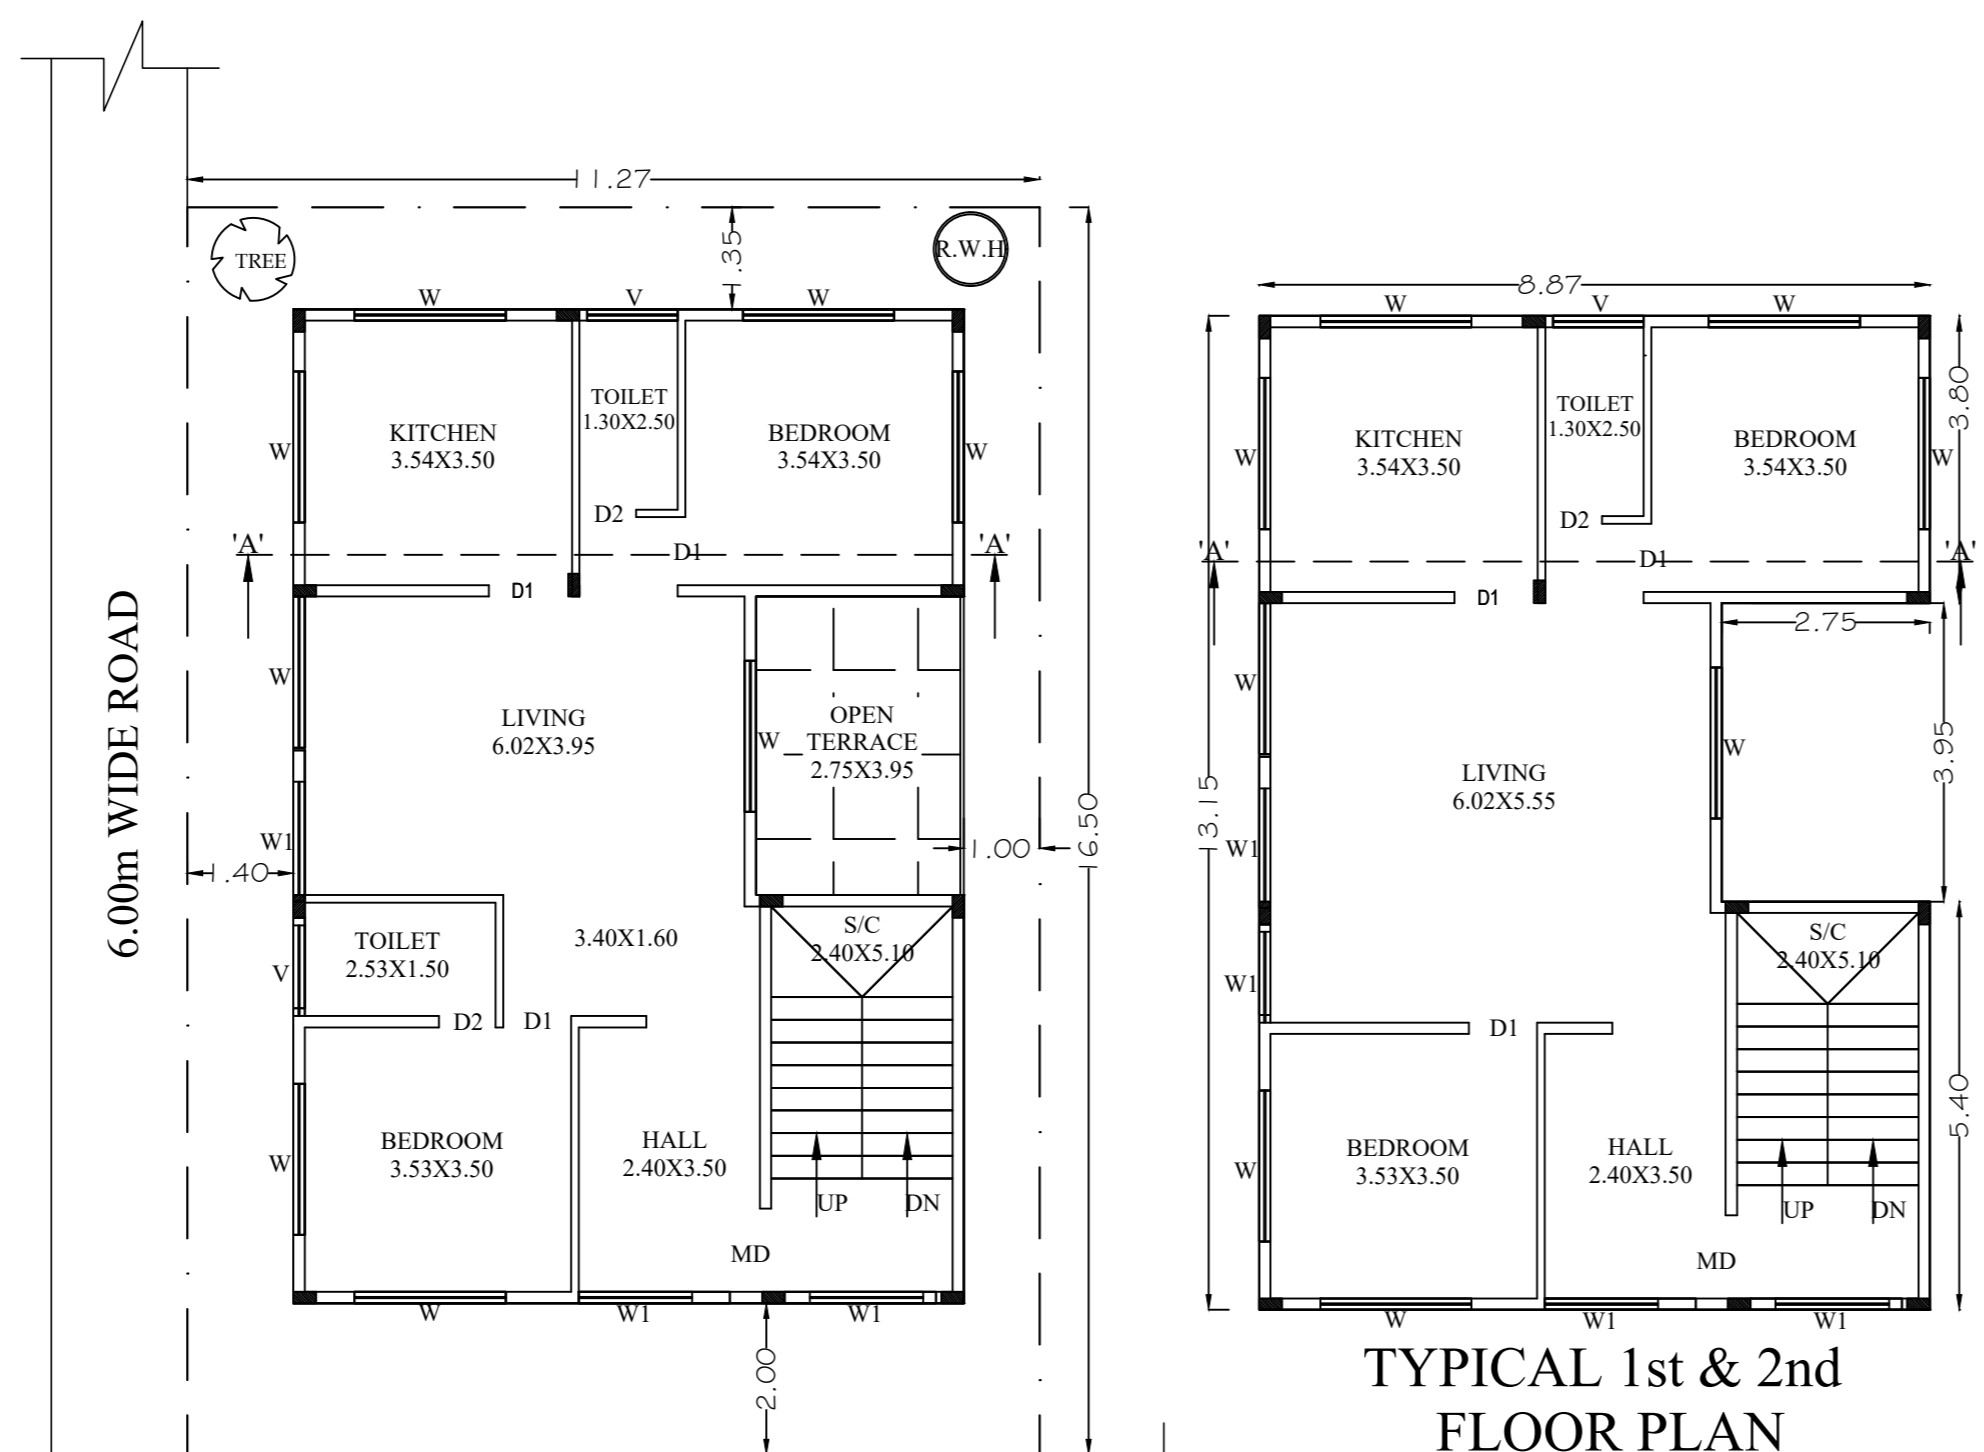 11.27
1.35
TREE
R.W.H
W
V
W
TOILET
1.30X2.50
KITCHEN
3.54X3.50
BEDROOM
3.54X3.50
W
W
D2
'A'
D1
'A'
D1
6.00m WIDE ROAD
W
LIVING
6.02X3.95
OPEN
TERRACE
2.75X3.95
W
16.50
W1
1.00
1.40
TOILET
2.53X1.50
3.40X1.60
S/C
2.40X5.10
V
D2
D1
BEDROOM
3.53X3.50
HALL
2.40X3.50
W
UP
DN
MD
W
W1
W1
2.00
8.87
W
V
W
TOILET
1.30X2.50
3.80
KITCHEN
3.54X3.50
BEDROOM
3.54X3.50
W
W
D2
'A'
D1
'A'
D1
2.75
W
W
3.95
LIVING
6.02X5.55
13.15
W1
S/C
2.40X5.10
W1
D1
5.40
BEDROOM
3.53X3.50
HALL
2.40X3.50
W
UP
DN
MD
W
W1
W1
TYPICAL 1st & 2nd
FLOOR PLAN